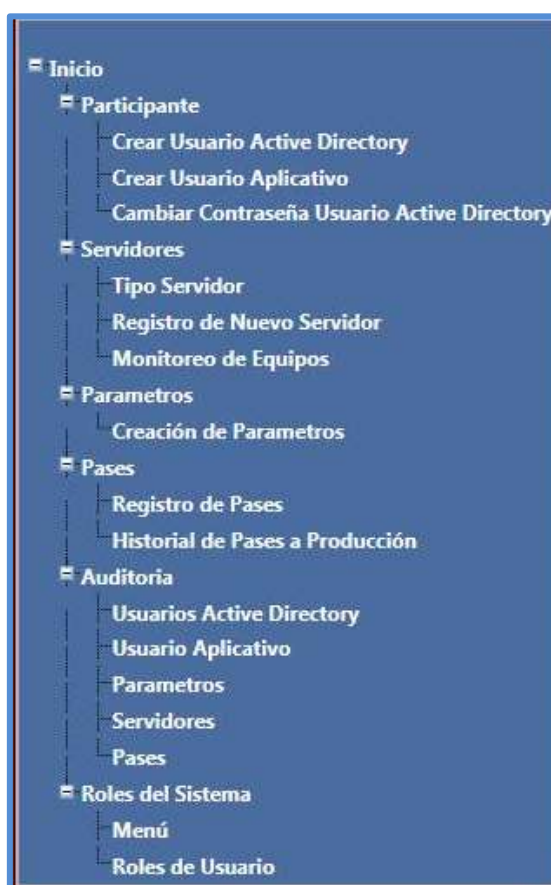 Inicio
Participante
Crear Usuario Active Directory
Crear Usuario Aplicativo
Cambiar Contraseña Usuario Active Directory
Servidores
Tipo Servidor
Registro de Nuevo Servidor
Monitoreo de Equipos
Parametros
Creación de Parametros
Pases
Registro de Pases
Historial de Pases a Producción
Auditoria
Usuarios Active Directory
Usuario Aplicativo
Parametros
Servidores
Pases
Roles del Sistema
Menú
Roles de Usuario